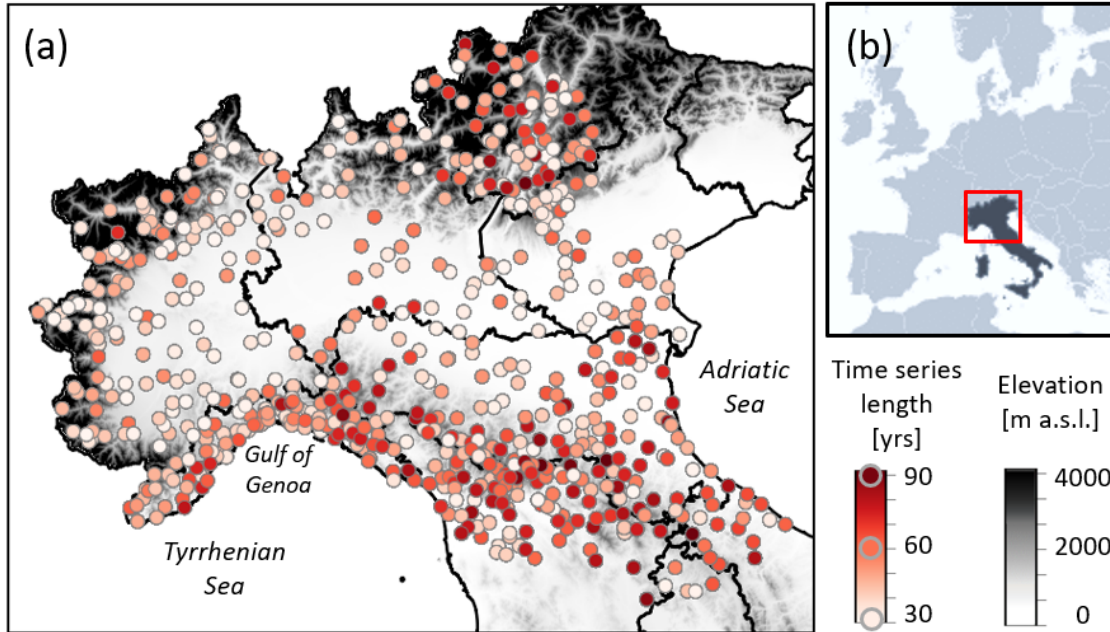 (a)
(b)
Adriatic
Sea
Gulf of
Genoa
Tyrrhenian
Sea
Time series
length
[yrs]
90
60
30
Elevation
[m a.s.l.]
4000
2000
0